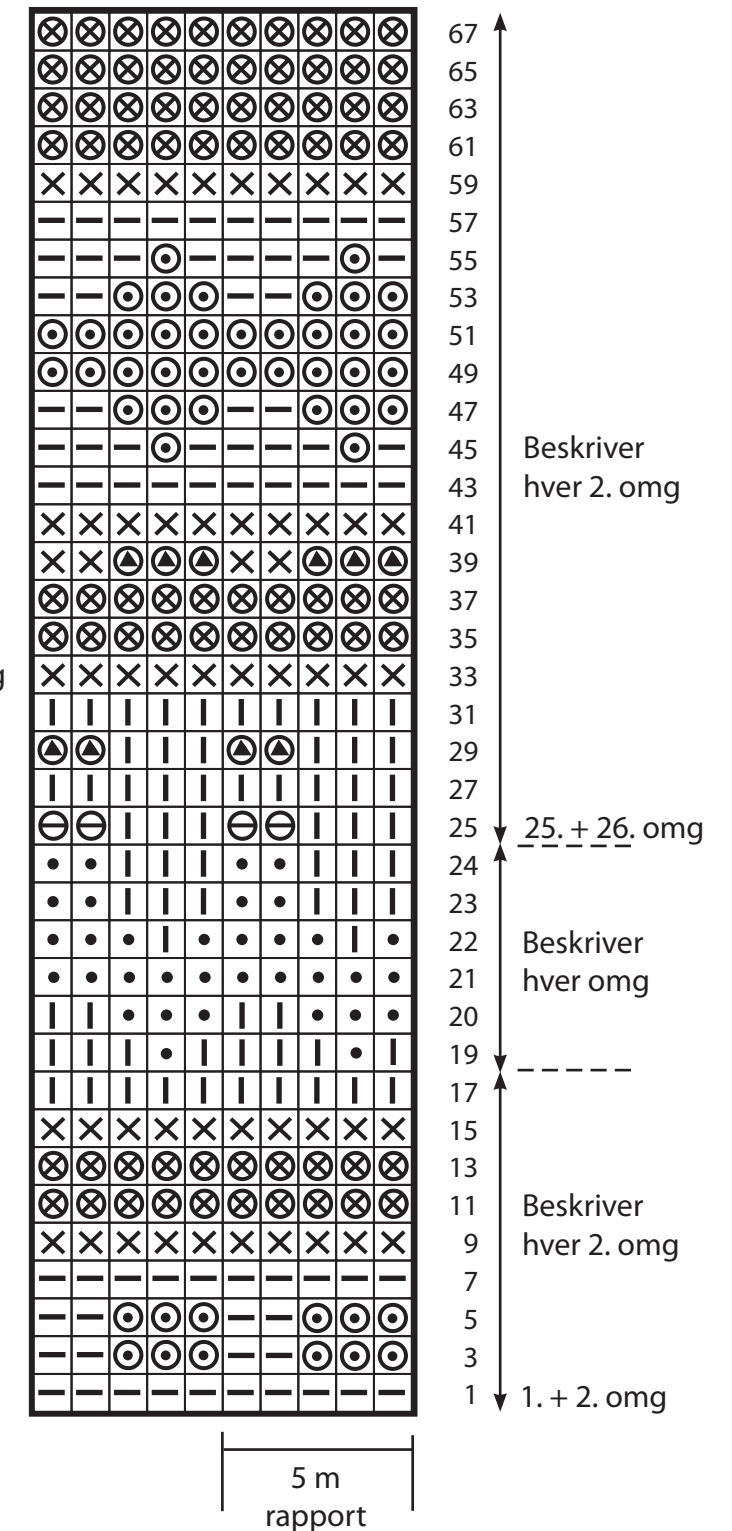 67
65
63
61
59
57
55
53
51
49
47
45 Beskriver
43 hver 2. omg
41
39
37
35
g 33
31
29
27
25 25. + 26. omg
24
23
22 Beskriver
21 hver omg
20
19
17
15
13
11 Beskriver
9 hver 2. omg
7
5
3
1 1. + 2. omg
5 m
rapport